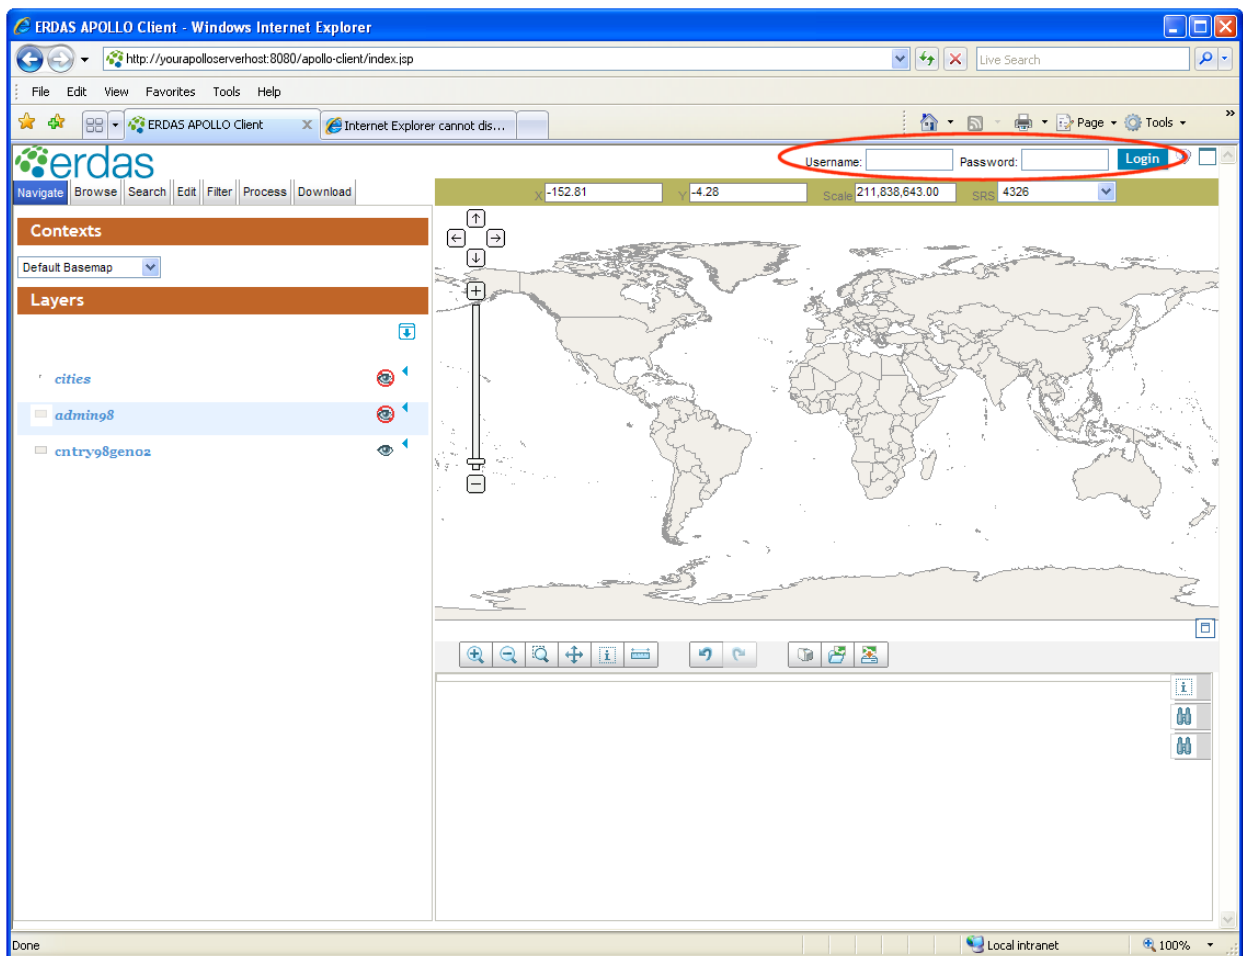 ERDAS APOLLO Client - Windows Internet Explorer
http://yourapolloserverhost:8080/apollo-client/index.jsp
Live Search
File Edit View Favorites Tools Help
ERDAS APOLLO Client X Internet Explorer cannot dis... Page Tools »
erdas
Username: Password: Login
Navigate Browse Search Edit Filter Process Download
X -152.81 Y -4.28 Scale 211,838,643.00 SRS 4326
Contexts
Default Basemap
Layers
cities
admin98
cntry98gen02
Done Local intranet 100%